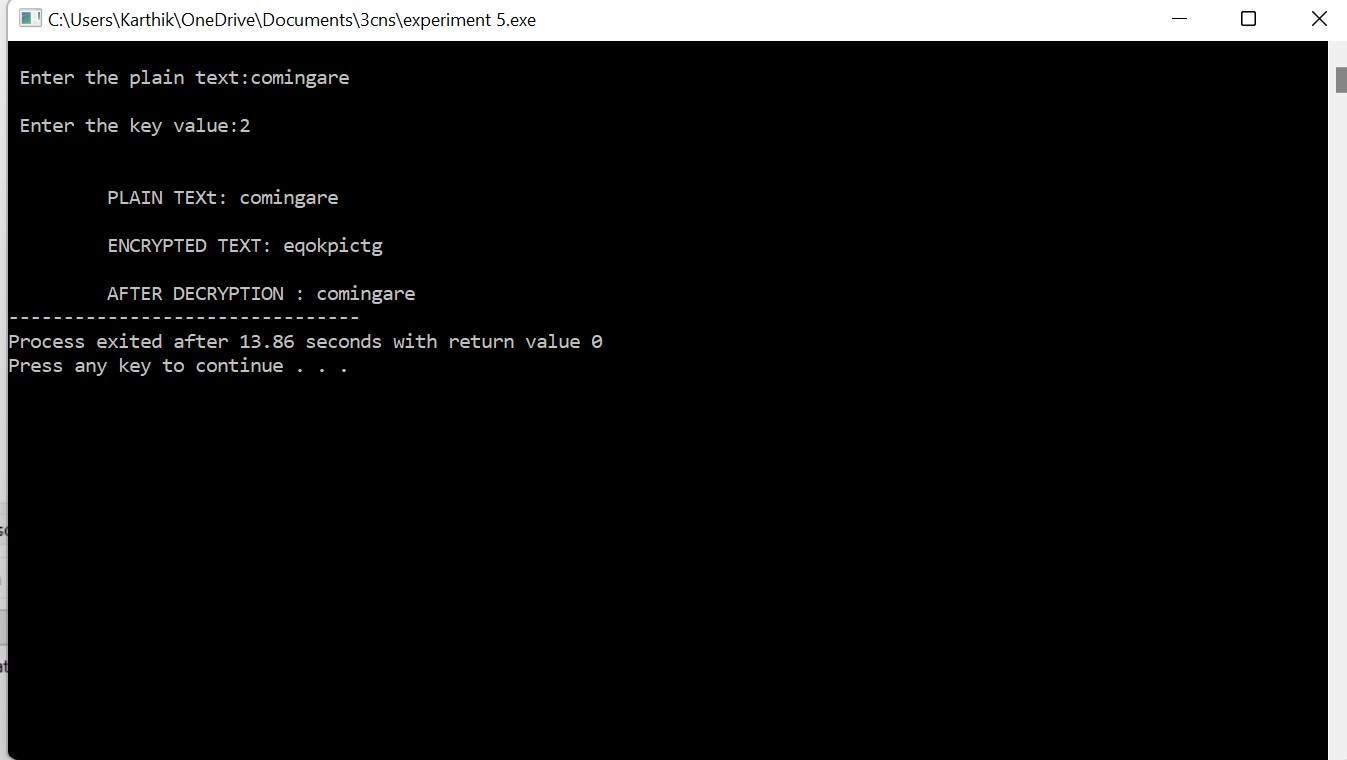 C:\Users\Karthik\OneDrive\Documents\3cns\experiment 5.exe
Enter the plain text:comingare
Enter the key value:2
PLAIN TEXt: comingare
ENCRYPTED TEXT: eqokpictg
AFTER DECRYPTION : comingare
--------------------------------
Process exited after 13.86 seconds with return value 0
Press any key to continue . . .